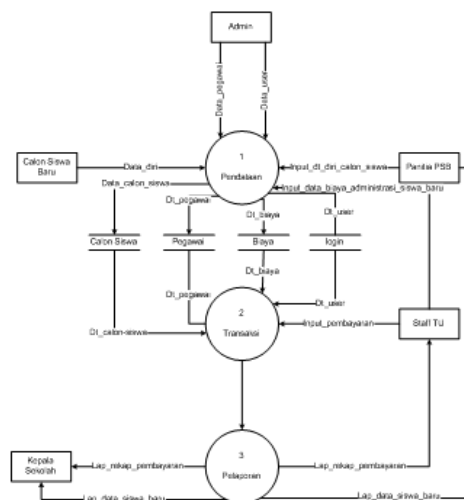 Admin
Data_pegawai
Data_user
Calon Siswa
Baru
Data_diri
1
Pendataan
Input_dt_diri_calon_siswa
Panitia PSB
Data_calon_siswa
Input_data_biaya_administrasi_siswa_baru
Dt_pegawai
Dt_biaya
Dt_user
Calon Siswa
Pegawai
Biaya
login
Dt_biaya
Dt_pegawai
Dt_user
Dt_calon-siswa
2
Transaksi
Input_pembayaran
Staff TU
Kepala
Sekolah
Lap_rekap_pembayaran
3
Pelaporan
Lap_rekap_pembayaran
Lap_data_siswa_baru
Lap_data_siswa_baru